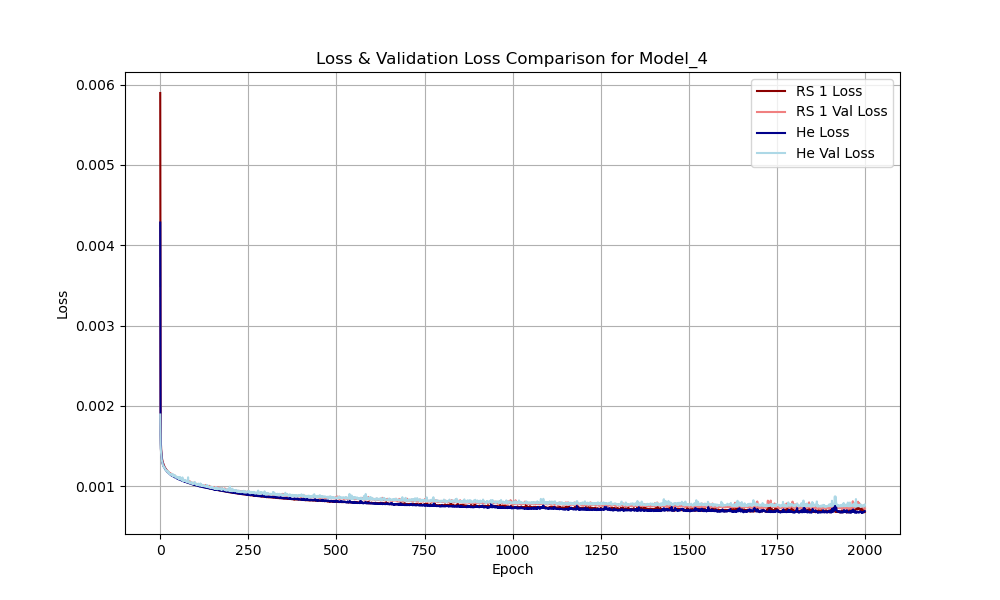 Loss & Validation Loss Comparison for Model_4
0.006
0.005
0.004
0.003
0.002
0.001
Loss
RS 1 Loss
RS 1 Val Loss
He Loss
He Val Loss
0 250 500 750 1000 1250 1500 1750 2000
Epoch